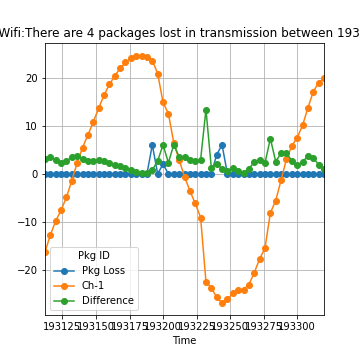 Wifi:There are 4 packages lost in transmission between 193
20
10
0
−10
−20
Pkg ID
Pkg Loss
Ch-1
Difference
193125 193150 193175 193200 193225 193250 193275 193300
Time